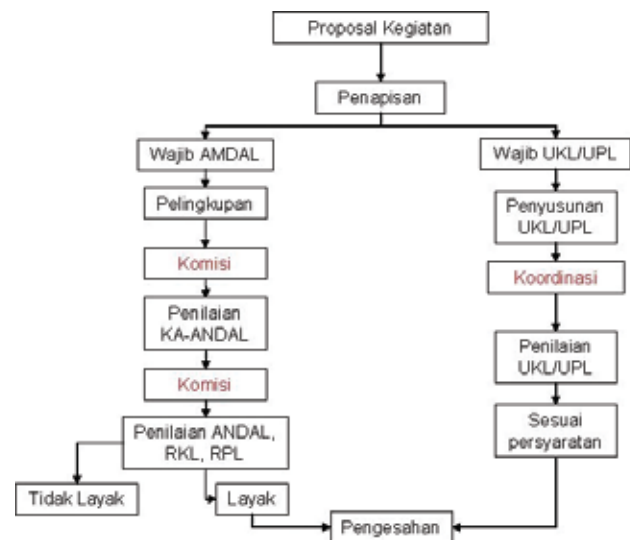 Proposal Kegiatan
Penapisan
Wajib AMDAL
Pelingkupan
Komisi
Penilaian
KA-ANDAL
Komisi
Penilaian ANDAL,
RKL, RPL
Tidak Layak
Layak
Wajib UKL/UPL
Penyusunan
UKL/UPL
Koordinasi
Penilaian
UKL/UPL
Sesuai
persyaratan
Pengesahan